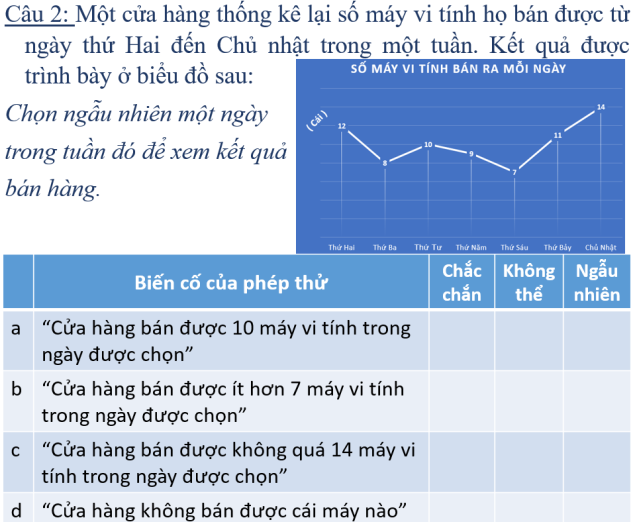 Câu 2: Một cửa hàng thống kê lại số máy vi tính họ bán được từ
ngày thứ Hai đến Chủ nhật trong một tuần. Kết quả được
trình bày ở biểu đồ sau:
Chọn ngẫu nhiên một ngày
trong tuần đó để xem kết quả
bán hàng.
SỐ MÁY VI TÍNH BÁN RA MỖI NGÀY
( Cái )
12
8
10
9
7
11
14
Thứ Hai Thứ Ba Thứ Tư Thứ Năm Thứ Sáu Thứ Bảy Chủ Nhật
Biến cố của phép thử
Chắc chắn
Không thể
Ngẫu nhiên
a "Cửa hàng bán được 10 máy vi tính trong
ngày được chọn"
b "Cửa hàng bán được ít hơn 7 máy vi tính
trong ngày được chọn"
c "Cửa hàng bán được không quá 14 máy vi
tính trong ngày được chọn"
d "Cửa hàng không bán được cái máy nào"